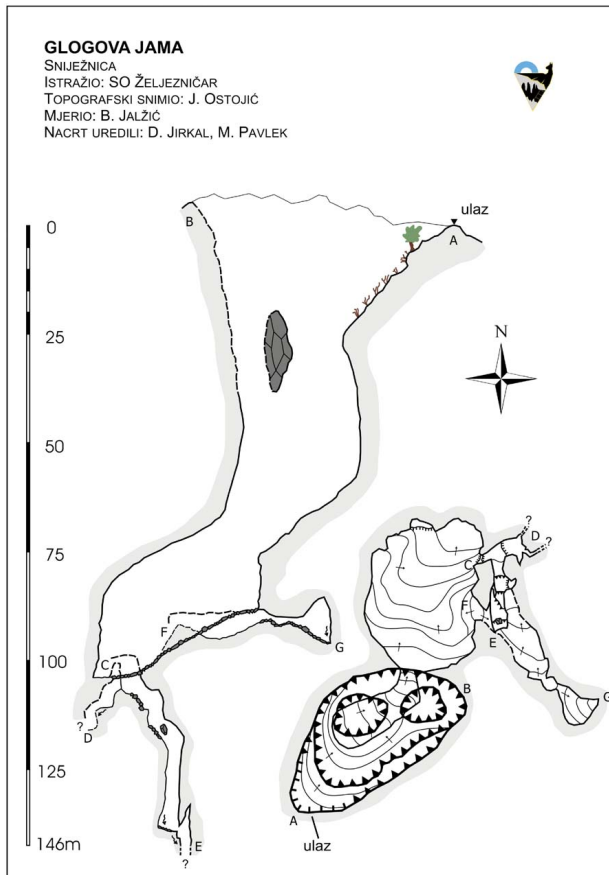 GLOGOVA JAMA
SNIJEŽNICA
ISTRAŽIO: SO ŽELJEZNIČAR
TOPOGRAFSKI SNIMIO: J. OSTOJIĆ
MJERIO: B. JALŽIĆ
NACRT UREDILI: D. JIRKAL, M. PAVLEK
ulaz
B
A
0
25
N
50
?
D
?
75
C
F
F
E
G
C
100
B
G
?
D
125
A
ulaz
E
146m
?